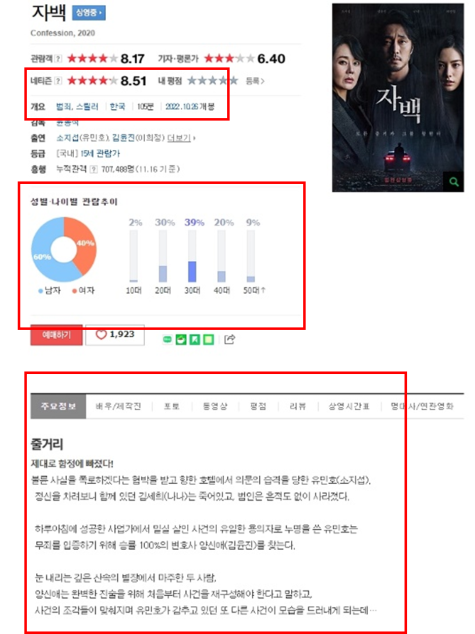 자백 상영중
Confession, 2020
관람객 ? 8.17 기자·평론가 6.40
네티즌 ? 8.51 내 평점 등록
개요 범죄, 스릴러 한국 105분 2022.10.26 개봉
감독 윤종석
출연 소지섭(유민호), 김윤진(이희정) 더보기
등급 [국내] 15세 관람가
흥행 누적관객 ? 707,488명(11.16 기준)
성별·나이별 관람추이
2% 30% 39% 20% 9%
60% 40%
10대 20대 30대 40대 50대↑
남자 여자
예매하기 1,923
주요정보 배우/제작진 포토 동영상 평점 리뷰 상영시간표 명대사/연관영화
줄거리
제대로 함정에 빠졌다!
불륜 사실을 폭로하겠다는 협박을 받고 향한 호텔에서 의문의 습격을 당한 유민호(소지섭),
정신을 차려보니 함께 있던 김세희(나나)는 죽어있고, 범인은 흔적도 없이 사라졌다.
하루아침에 성공한 사업가에서 밀실 살인 사건의 유일한 용의자로 누명을 쓴 유민호는
무죄를 입증하기 위해 승률 100%의 변호사 양신애(김윤진)를 찾는다.
눈 내리는 깊은 산속의 별장에서 마주한 두 사람,
양신애는 완벽한 진술을 위해 처음부터 사건을 재구성해야 한다고 말하고,
사건의 조각들이 맞춰지며 유민호가 감추고 있던 또 다른 사건이 모습을 드러내게 되는데…
자백